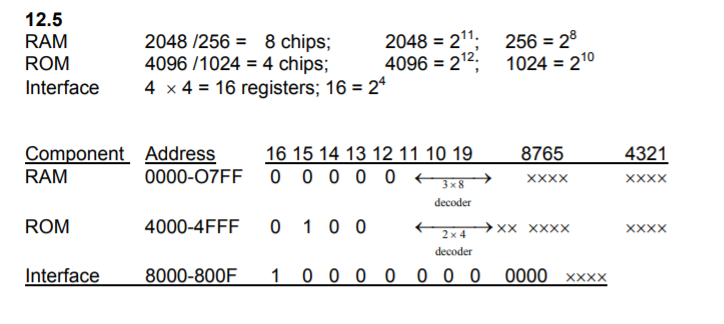 12.5
RAM 2048 /256 = 8 chips; 2048 = 2¹¹; 256 = 2⁸
ROM 4096 /1024 = 4 chips; 4096 = 2¹²; 1024 = 2¹⁰
Interface 4 × 4 = 16 registers; 16 = 2⁴
Component Address 16 15 14 13 12 11 10 19 8765 4321
RAM 0000-O7FF 0 0 0 0 0 3×8 xxxx xxxx
decoder
ROM 4000-4FFF 0 1 0 0 2×4 xx xxxx xxxx
decoder
Interface 8000-800F 1 0 0 0 0 0 0 0 0000 xxxx